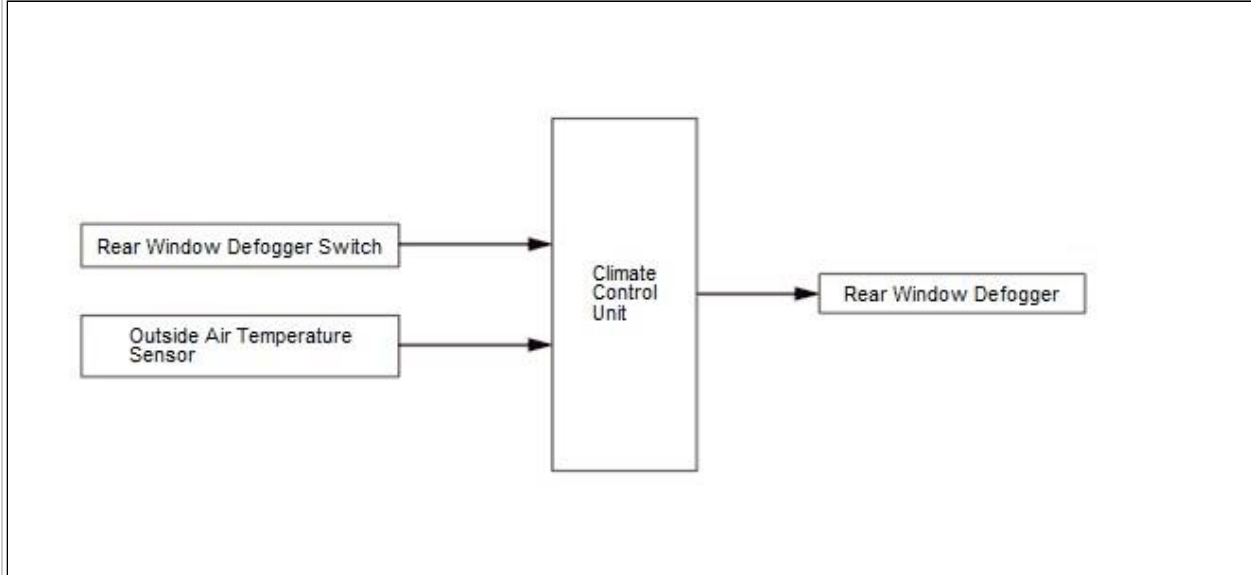 Rear Window Defogger Switch
Outside Air Temperature
Sensor
Climate
Control
Unit
Rear Window Defogger